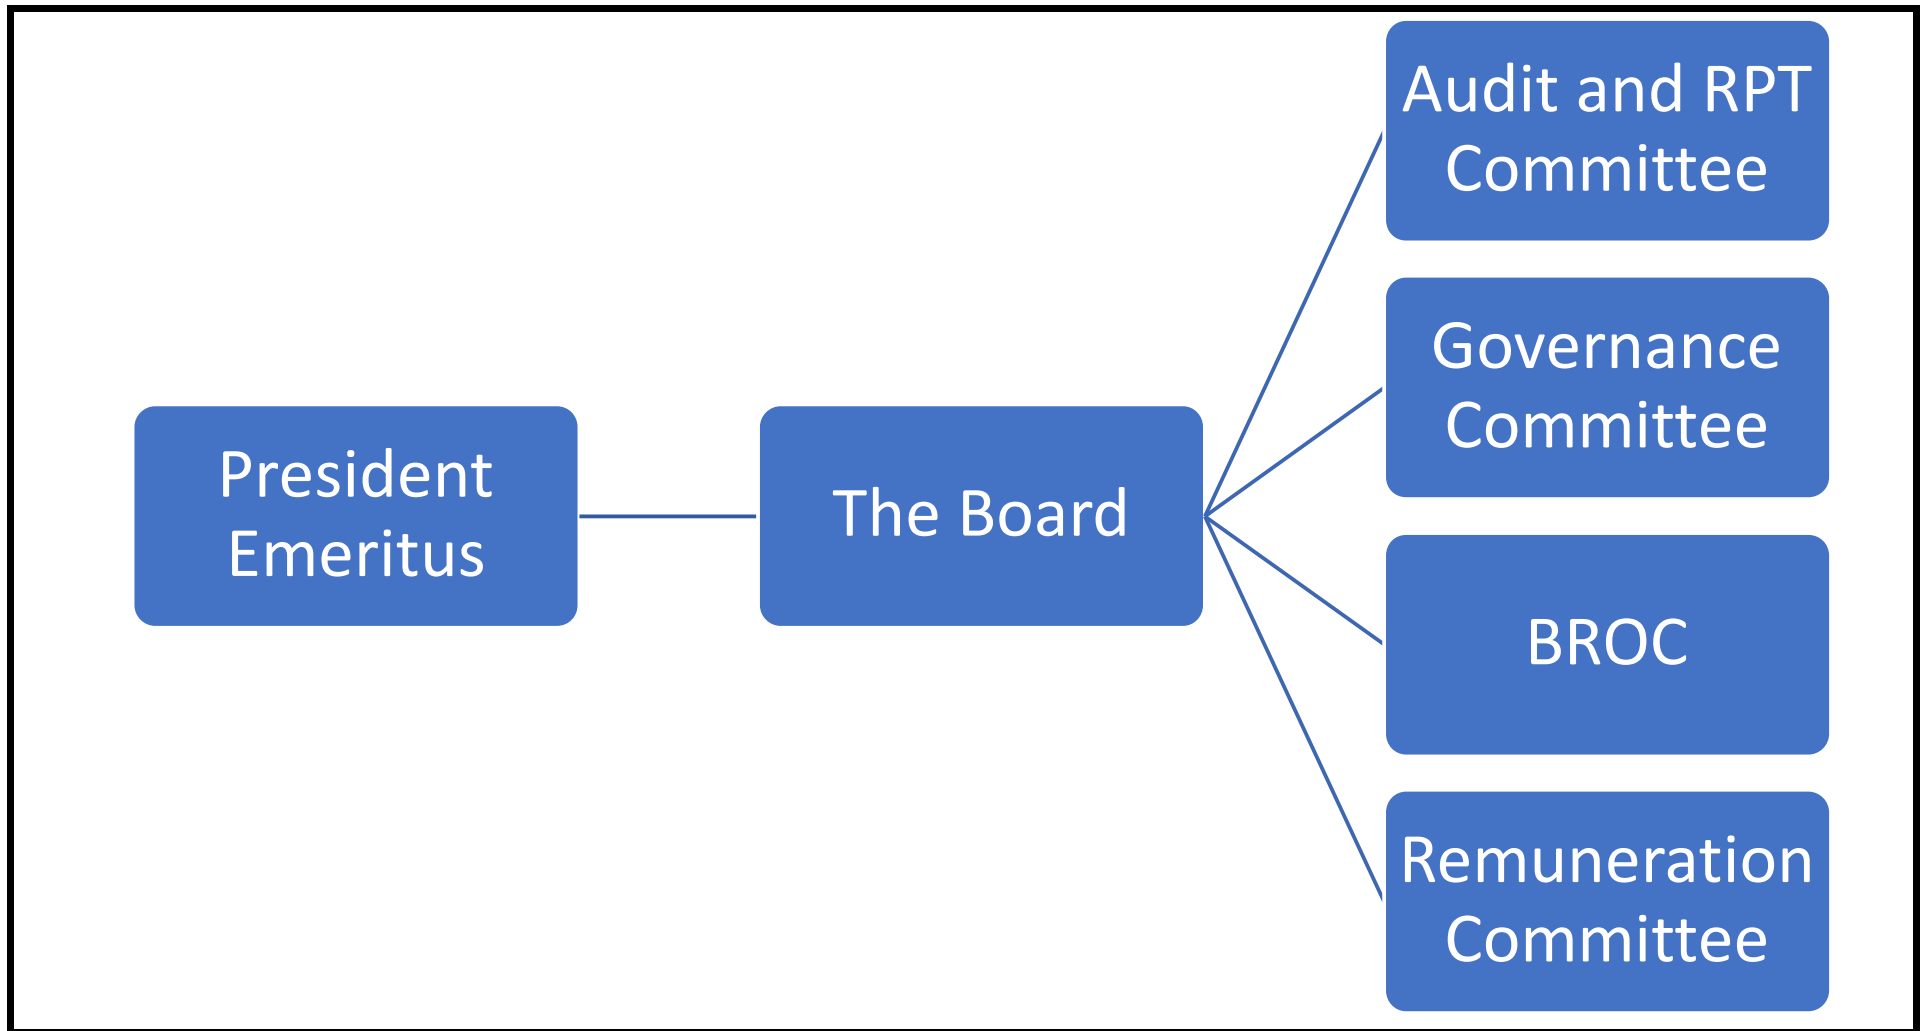 President
Emeritus
The Board
Audit and RPT
Committee
Governance
Committee
BROC
Remuneration
Committee